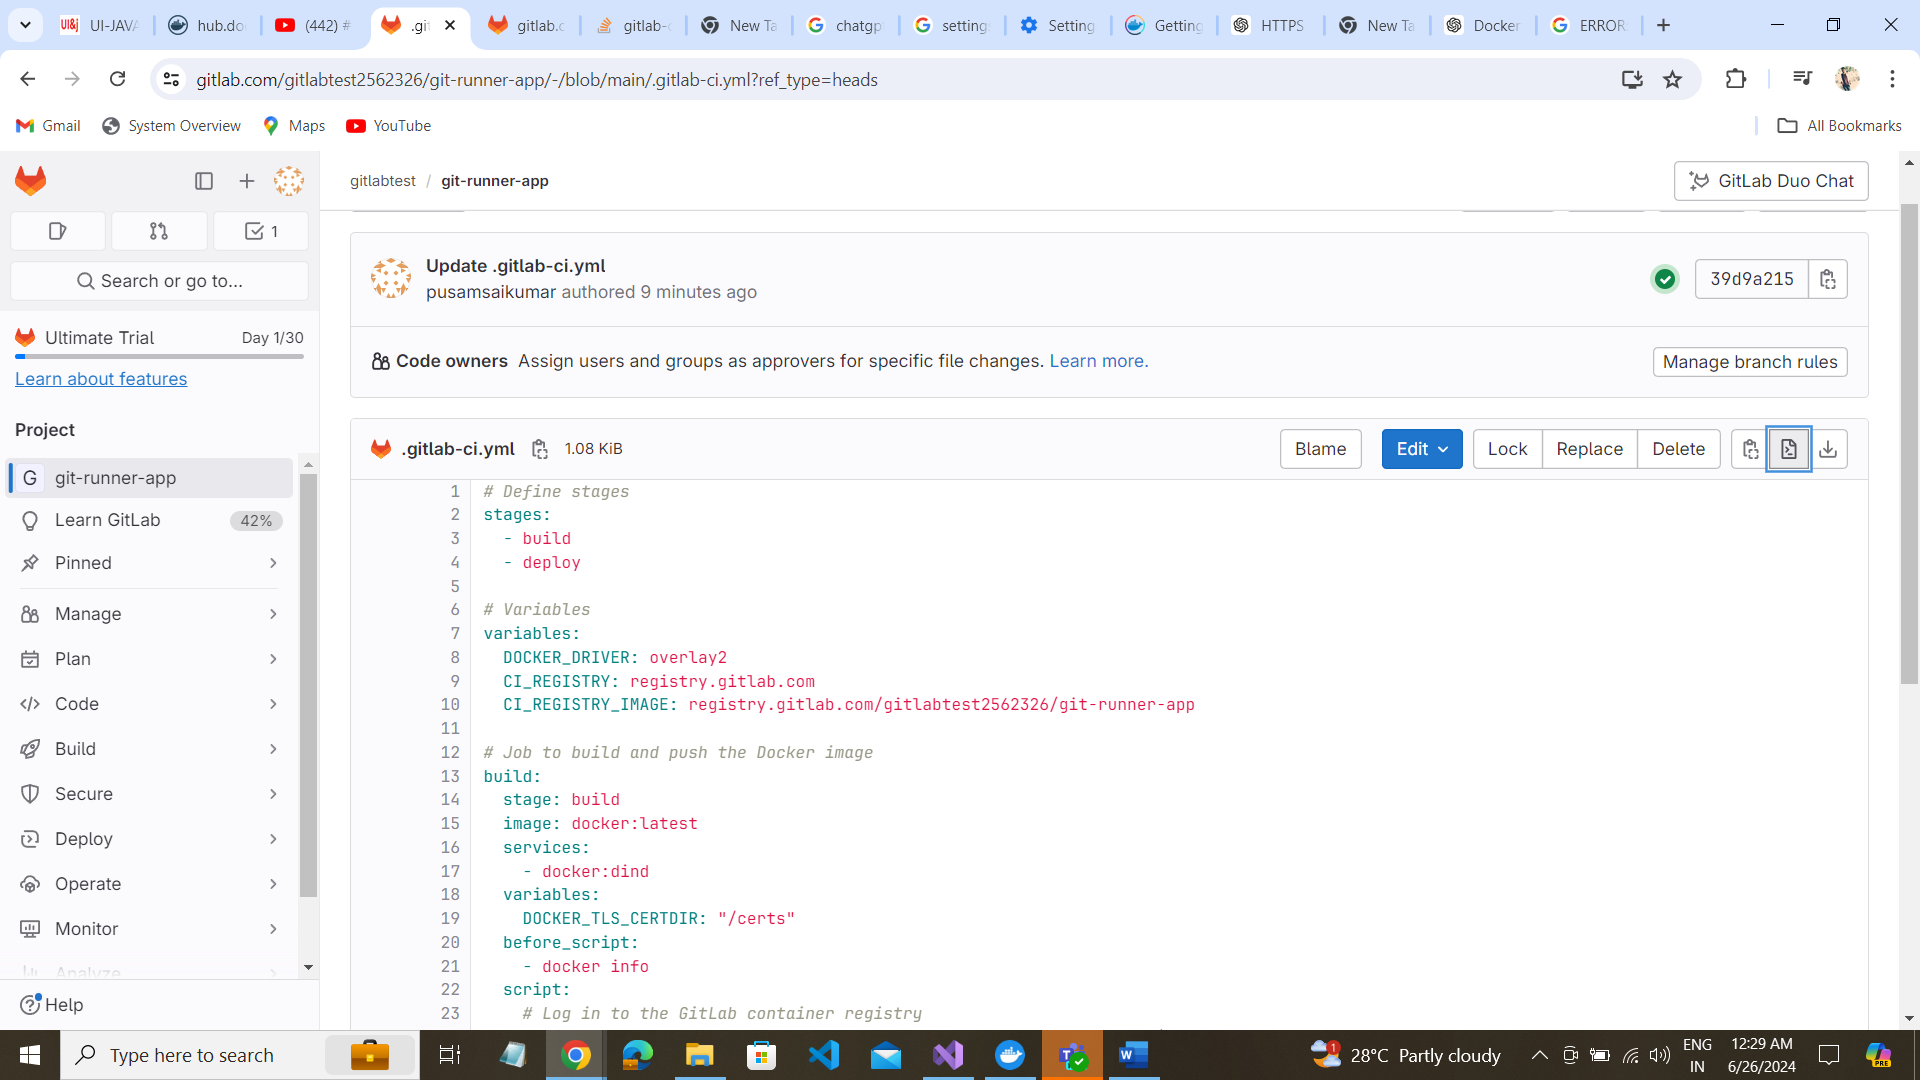 UI-JAVA
hub.do
(442) #
.git
gitlab.c
gitlab-
New Ta
chatgp
setting
Setting
Getting
HTTPS
New Ta
Docker
ERROR
gitlab.com/gitlabtest2562326/git-runner-app/-/blob/main/.gitlab-ci.yml?ref_type=heads
Gmail
System Overview
Maps
YouTube
All Bookmarks
gitlabtest / git-runner-app
GitLab Duo Chat
1
Search or go to...
Ultimate Trial
Day 1/30
Learn about features
Project
G git-runner-app
Learn GitLab
42%
Pinned
Manage
Plan
Code
Build
Secure
Deploy
Operate
Monitor
Analyze
Help
Update .gitlab-ci.yml
pusamsaikumar authored 9 minutes ago
39d9a215
Code owners Assign users and groups as approvers for specific file changes. Learn more.
Manage branch rules
.gitlab-ci.yml
1.08 KiB
Blame
Edit
Lock
Replace
Delete
1 # Define stages
2 stages:
3 - build
4 - deploy
5
6 # Variables
7 variables:
8 DOCKER_DRIVER: overlay2
9 CI_REGISTRY: registry.gitlab.com
10 CI_REGISTRY_IMAGE: registry.gitlab.com/gitlabtest2562326/git-runner-app
11
12 # Job to build and push the Docker image
13 build:
14 stage: build
15 image: docker:latest
16 services:
17 - docker:dind
18 variables:
19 DOCKER_TLS_CERTDIR: "/certs"
20 before_script:
21 - docker info
22 script:
23 # Log in to the GitLab container registry
Type here to search
1
28°C Partly cloudy
ENG
IN
12:29 AM
6/26/2024